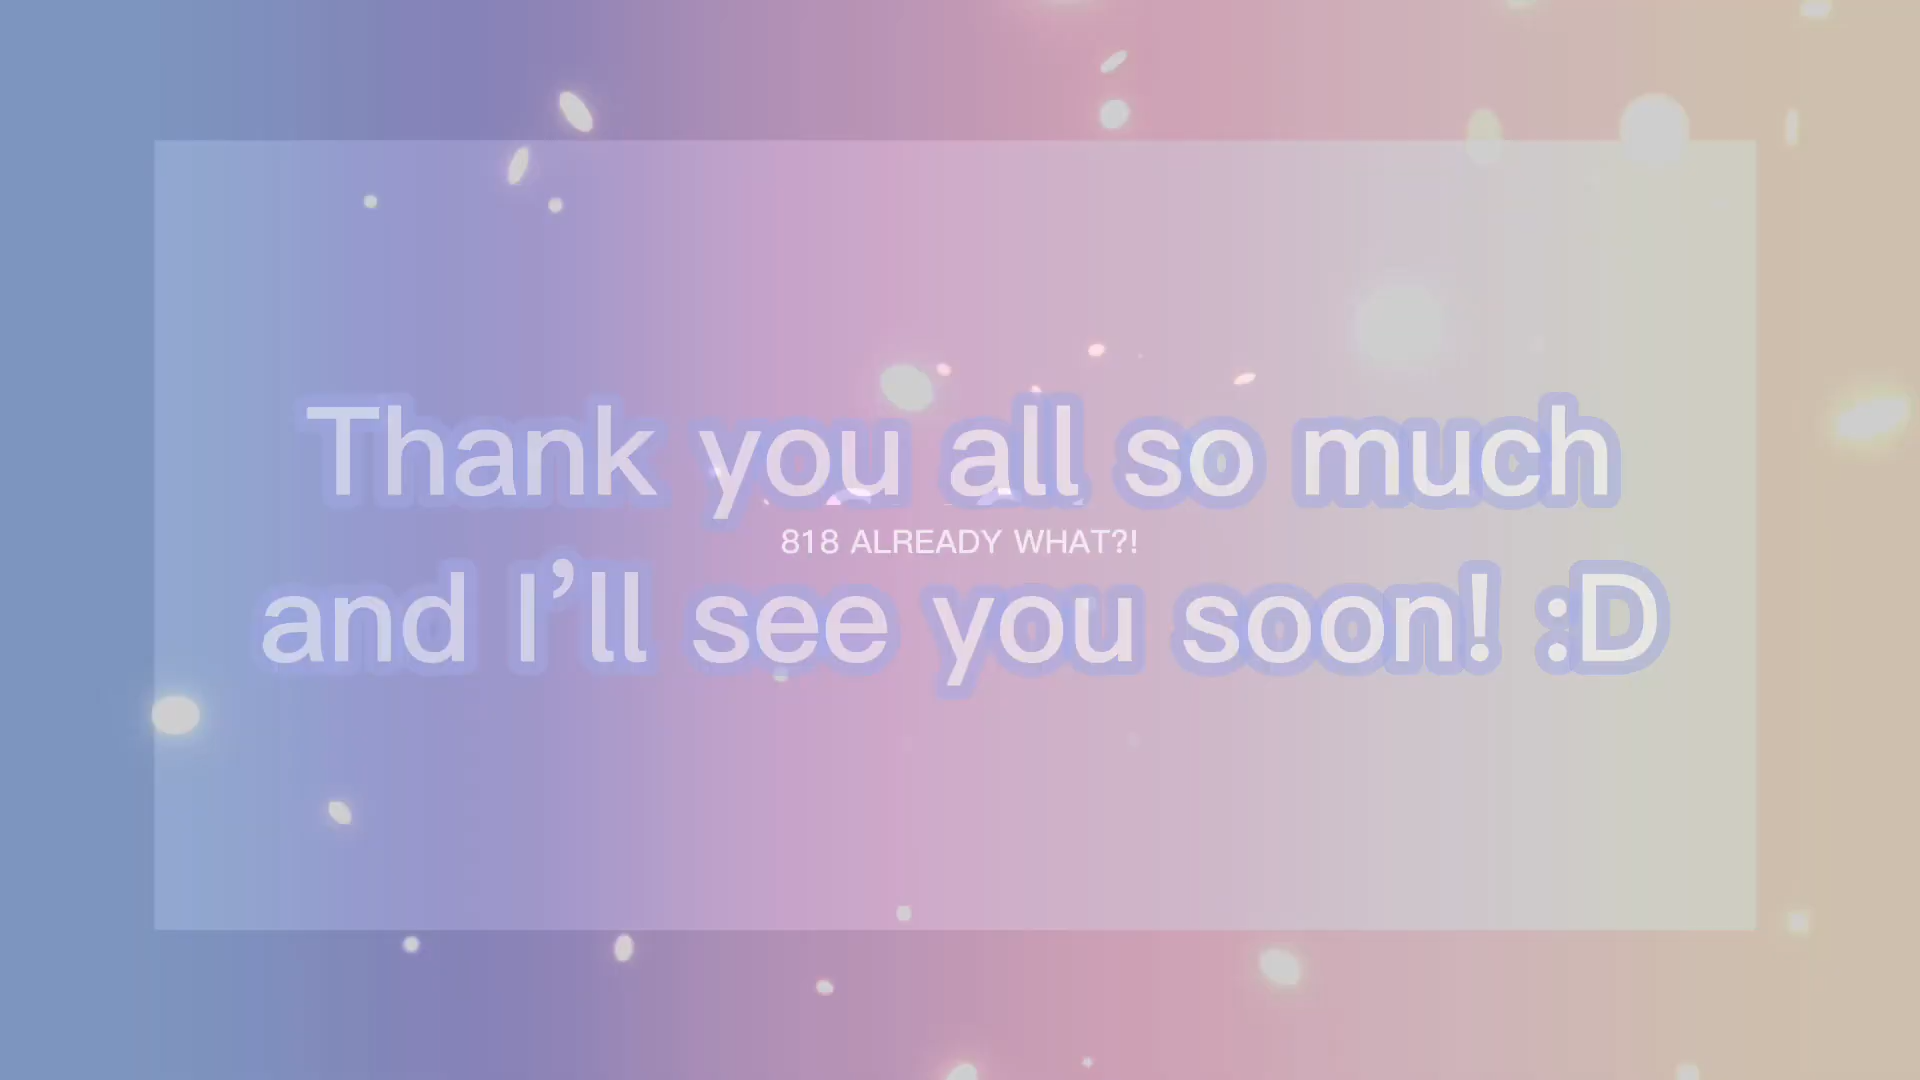 Thank you all so much
818 ALREADY WHAT?!
and I’ll see you soon! :D